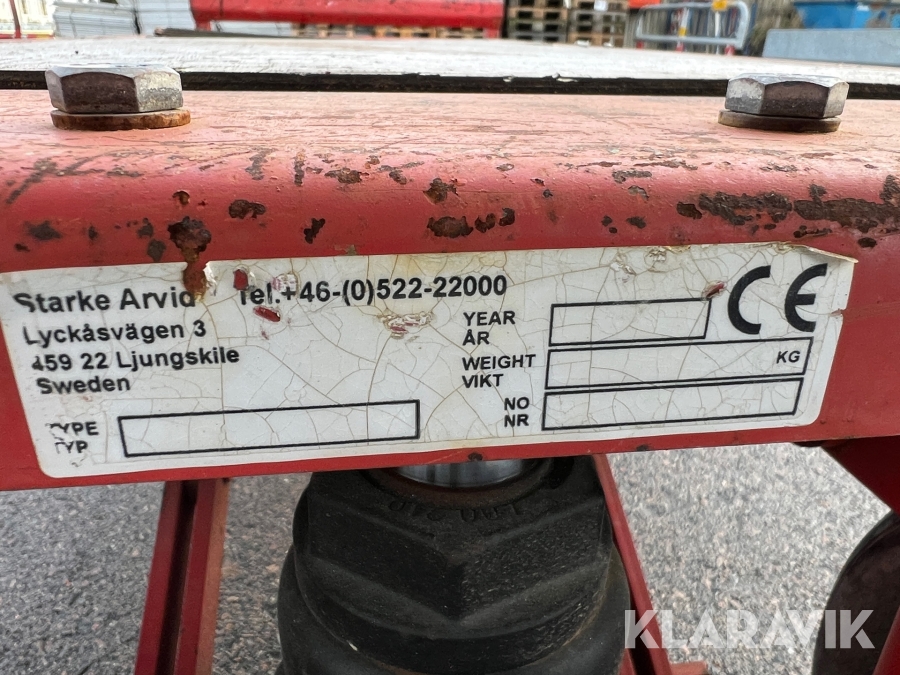 Starke Arvid Tel.+46-(0)522-22000
Lyckåsvägen 3
459 22 Ljungskile
Sweden
TYPE
TYP
YEAR
ÅR
WEIGHT KG
VIKT
NO
NR
CE
KLARAVIK